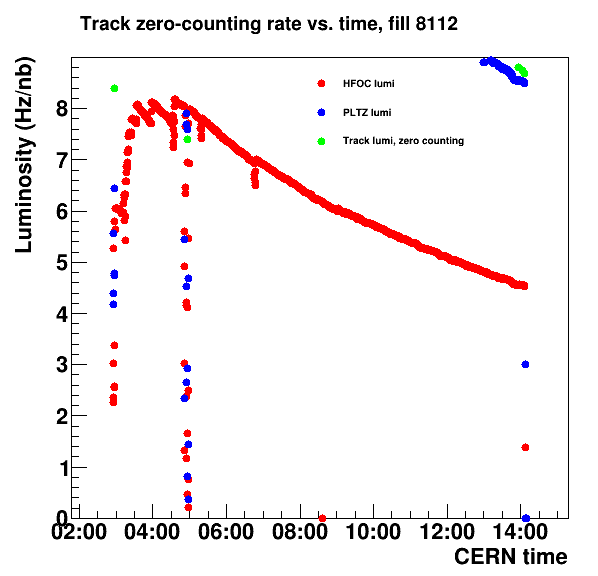 Track zero-counting rate vs. time, fill 8112
Luminosity (Hz/nb)
HFOC lumi
PLTZ lumi
Track lumi, zero counting
8
7
6
5
4
3
2
1
0
02:00 04:00 06:00 08:00 10:00 12:00 14:00
CERN time